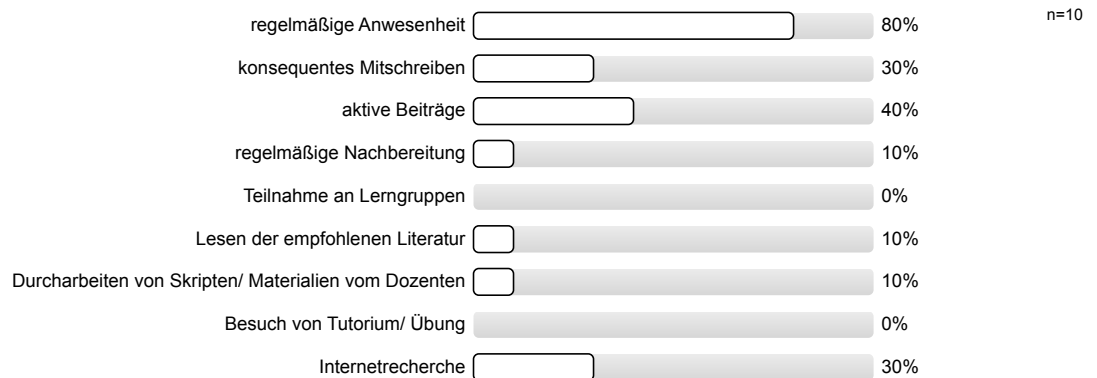 n=10
regelmäßige Anwesenheit 80%
konsequentes Mitschreiben 30%
aktive Beiträge 40%
regelmäßige Nachbereitung 10%
Teilnahme an Lerngruppen 0%
Lesen der empfohlenen Literatur 10%
Durcharbeiten von Skripten/ Materialien vom Dozenten 10%
Besuch von Tutorium/ Übung 0%
Internetrecherche 30%